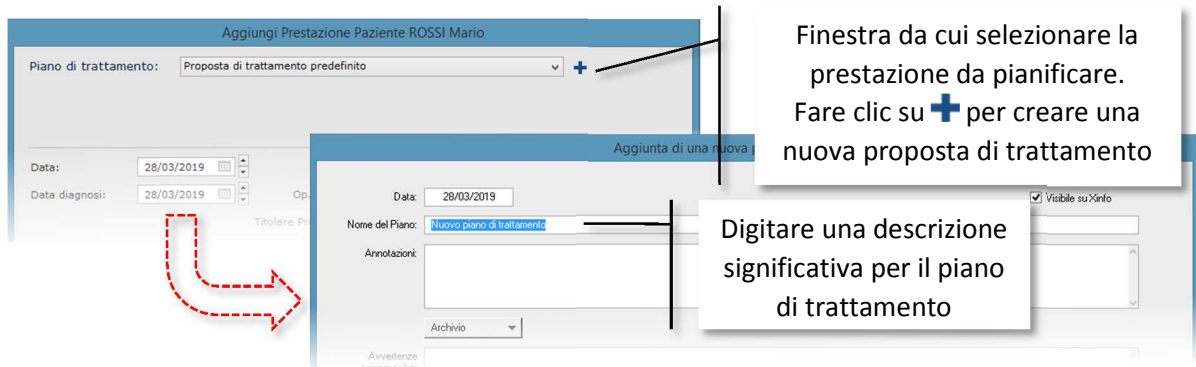 Aggiungi Prestazione Paziente ROSSI Mario
Piano di trattamento: Proposta di trattamento predefinito
Finestra da cui selezionare la
prestazione da pianificare.
Fare clic su per creare una
nuova proposta di trattamento
Data: 28/03/2019
Data diagnosi: 28/03/2019 Op.
Titolare
Aggiunta di una nuova
Data: 28/03/2019
Visibile su Xinfo
Nome del Piano: Nuovo piano di trattamento
Annotazioni:
Digitare una descrizione
significativa per il piano
di trattamento
Archivio
Avvertenze